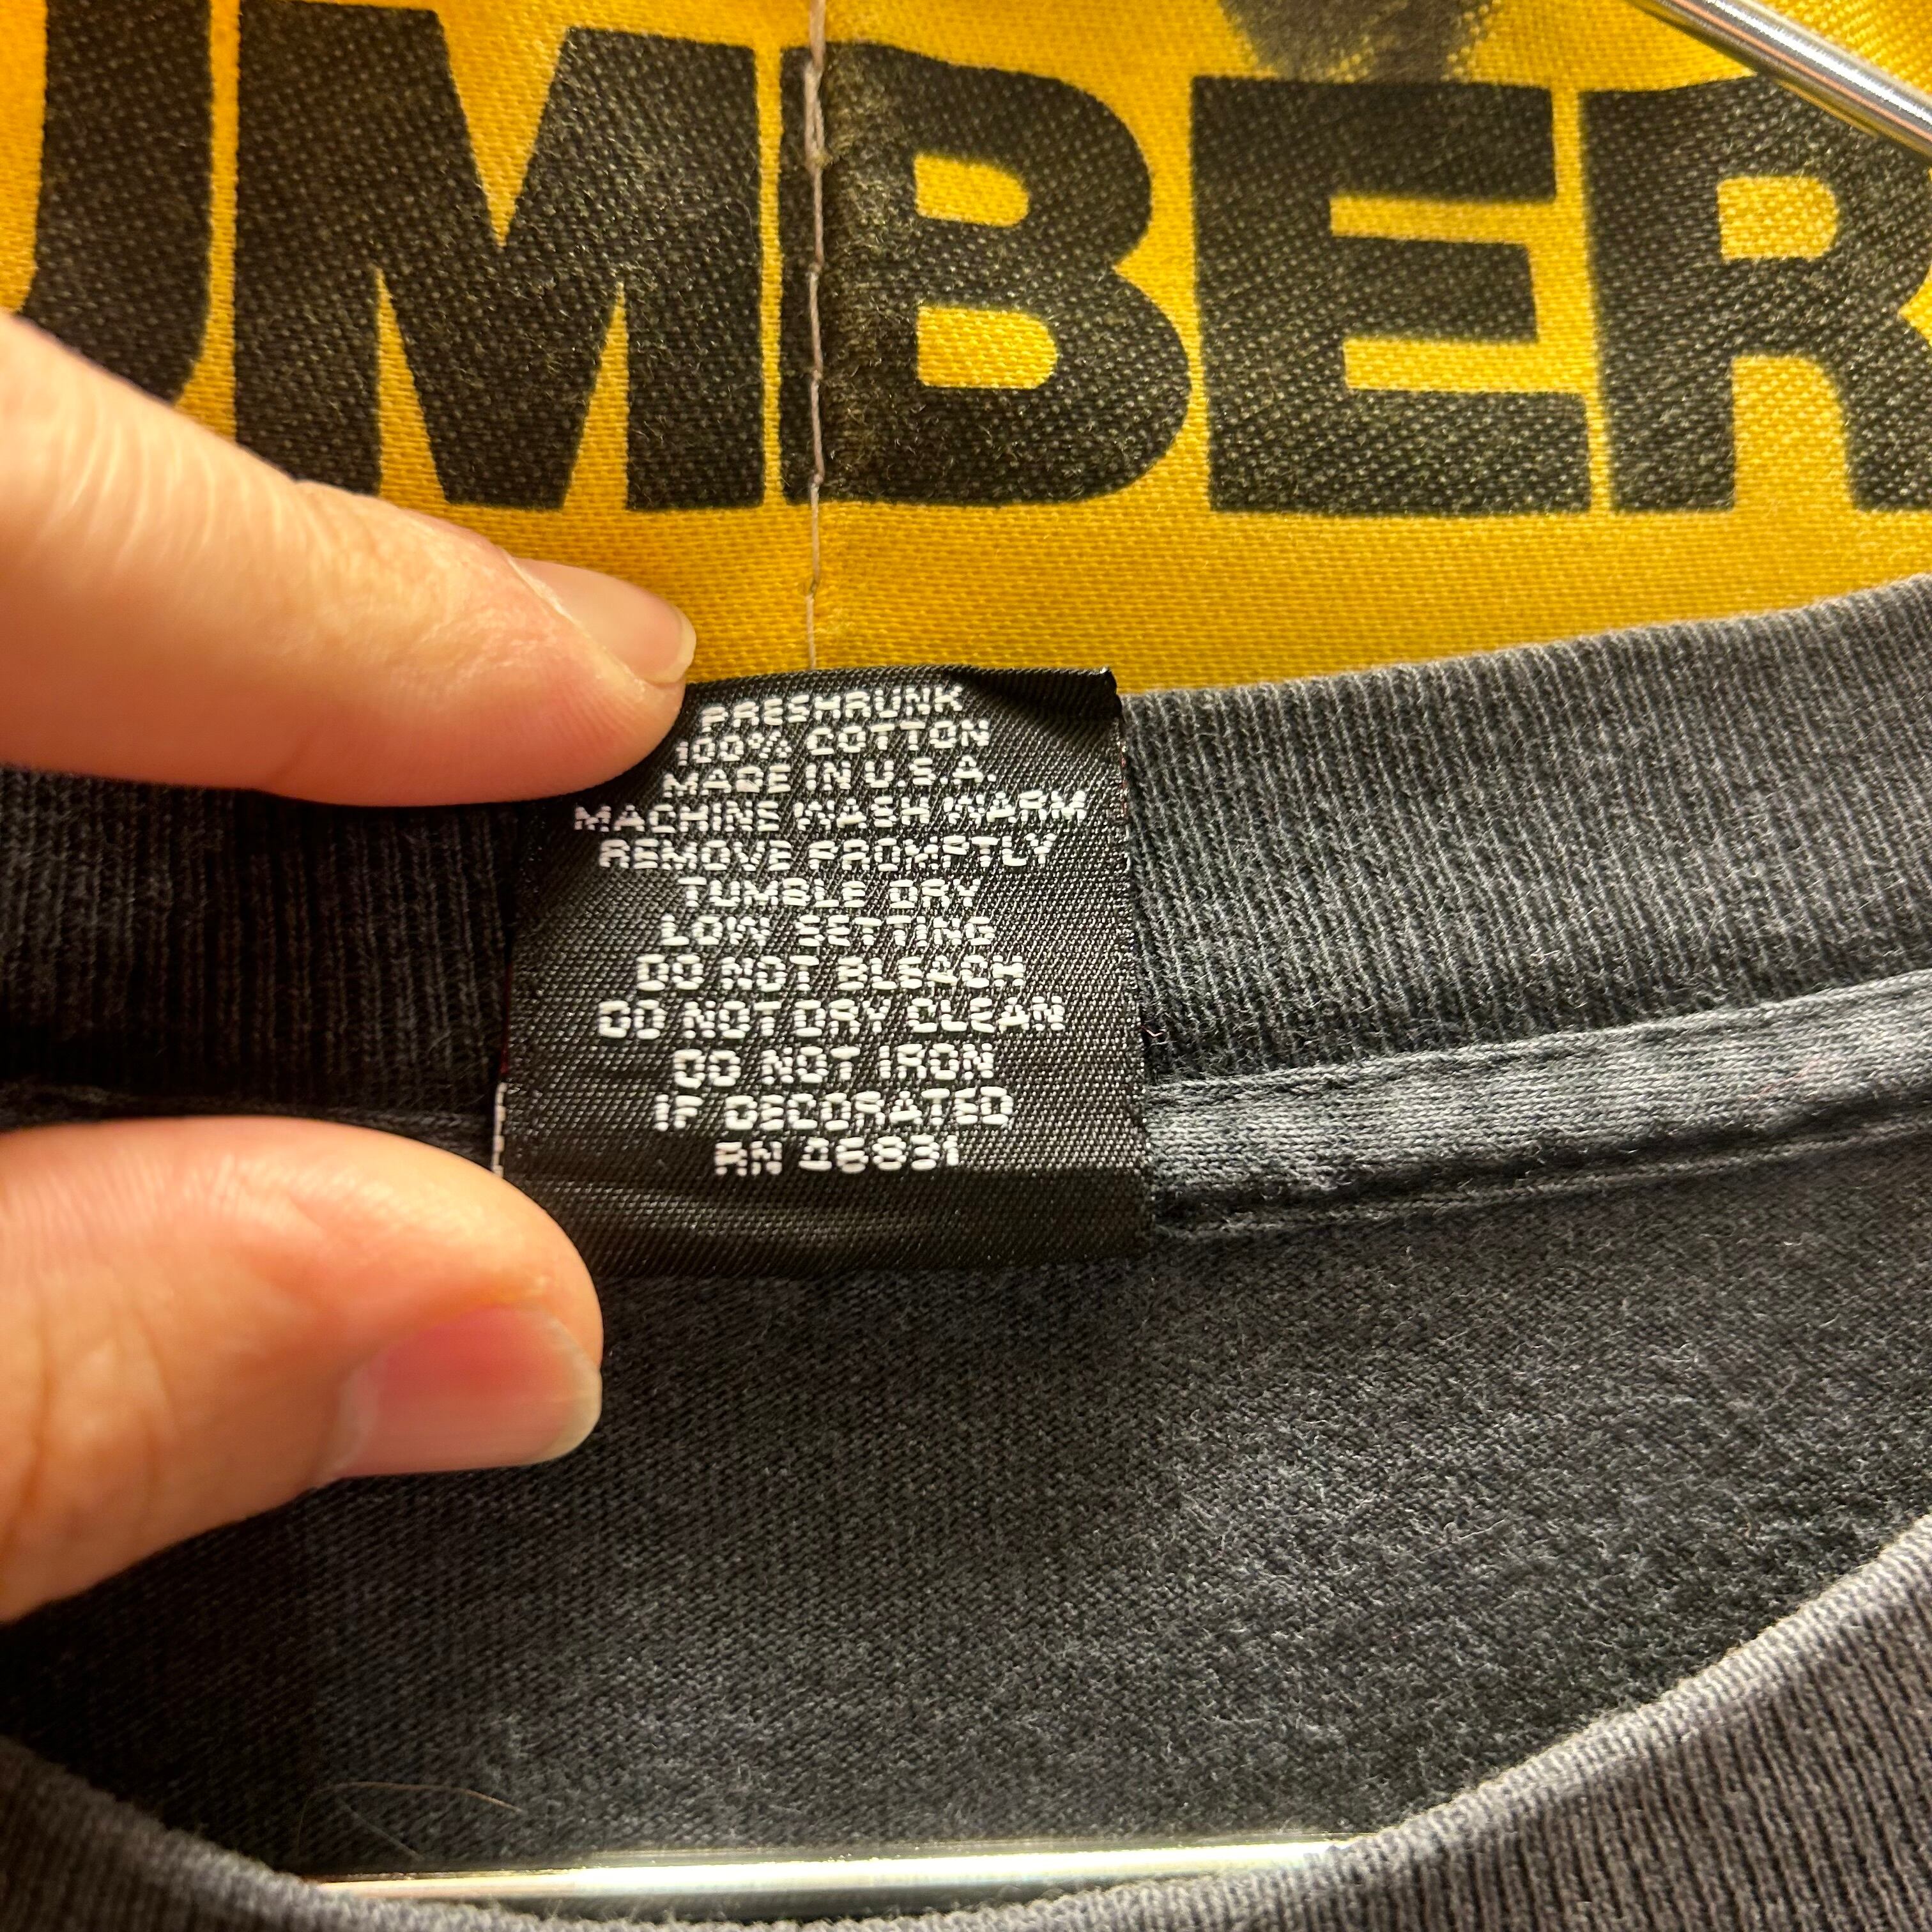 UMBER
PRESHRUNK
100% COTTON
MADE IN U.S.A.
MACHINE WASH WARM
REMOVE PROMPTLY
TUMBLE DRY
LOW SETTING
DO NOT BLEACH
DO NOT DRY CLEAN
DO NOT IRON
IF DECORATED
RN 46831